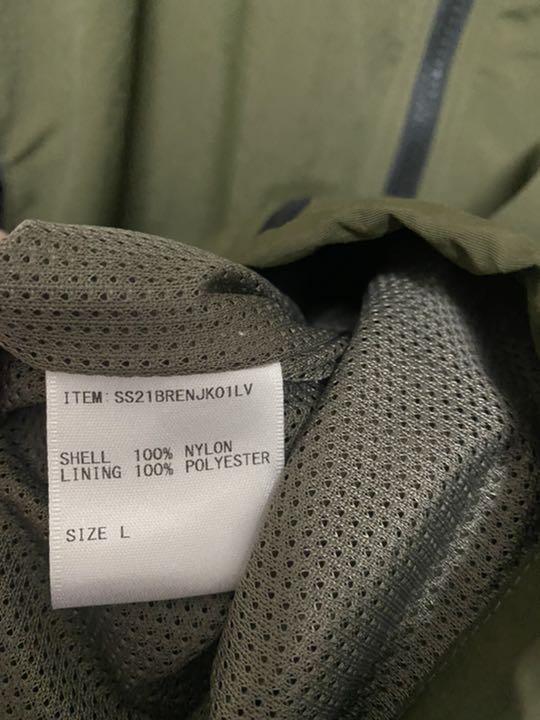 ITEM: SS21BRENJK01LV
SHELL 100% NYLON
LINING 100% POLYESTER
SIZE L